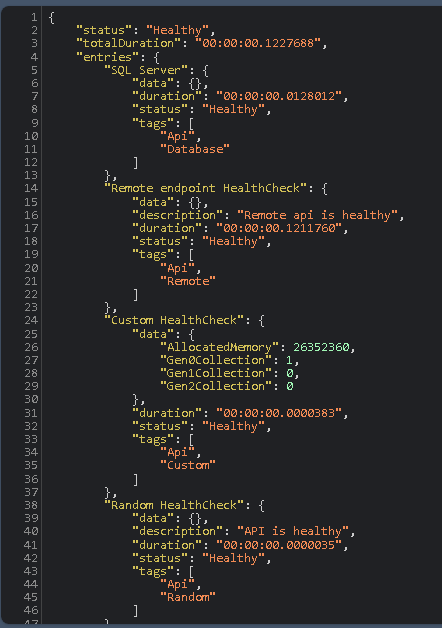 1 {
2     "status": "Healthy",
3     "totalDuration": "00:00:00.1227688",
4     "entries": {
5         "SQL Server": {
6             "data": {},
7             "duration": "00:00:00.0128012",
8             "status": "Healthy",
9             "tags": [
10                 "Api",
11                 "Database"
12             ]
13         },
14         "Remote endpoint HealthCheck": {
15             "data": {},
16             "description": "Remote api is healthy",
17             "duration": "00:00:00.1211760",
18             "status": "Healthy",
19             "tags": [
20                 "Api",
21                 "Remote"
22             ]
23         },
24         "Custom HealthCheck": {
25             "data": {
26                 "AllocatedMemory": 26352360,
27                 "Gen0Collection": 1,
28                 "Gen1Collection": 0,
29                 "Gen2Collection": 0
30             },
31             "duration": "00:00:00.0000383",
32             "status": "Healthy",
33             "tags": [
34                 "Api",
35                 "Custom"
36             ]
37         },
38         "Random HealthCheck": {
39             "data": {},
40             "description": "API is healthy",
41             "duration": "00:00:00.0000035",
42             "status": "Healthy",
43             "tags": [
44                 "Api",
45                 "Random"
46             ]
47         }